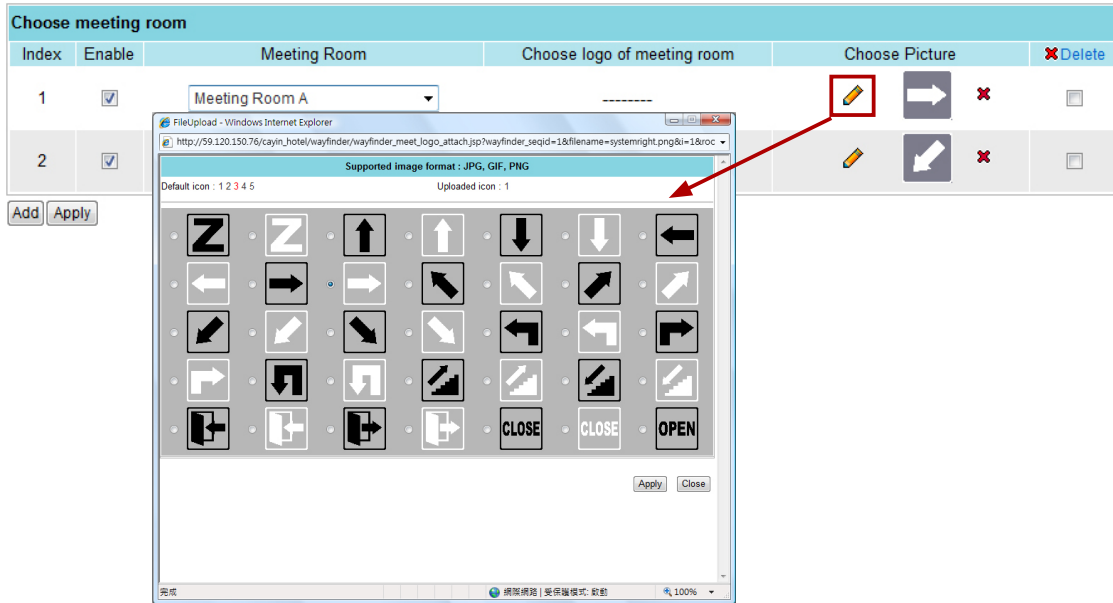 Choose meeting room
Index Enable Meeting Room Choose logo of meeting room Choose Picture Delete
1 Meeting Room A --------
FileUpload - Windows Internet Explorer
http://59.120.150.76/cayin_hotel/wayfinder/wayfinder_meet_logo_attach.jsp?wayfinder_seqid=1&filename=systemright.png&i=1&roc
2
Supported image format : JPG, GIF, PNG
Default icon : 1 2 3 4 5 Uploaded icon : 1
Add Apply
Z Z
CLOSE CLOSE OPEN
Apply Close
完成 網際網路 | 受保護模式: 啟動 100%